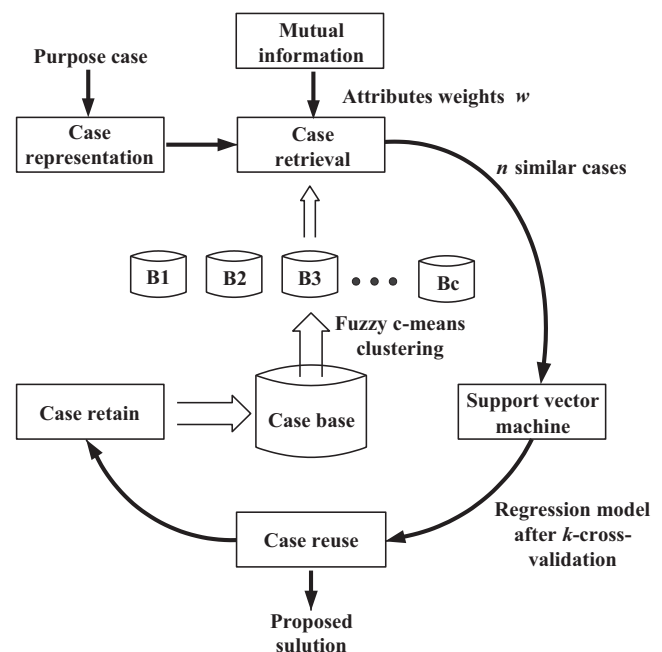 Mutual
information
Purpose case
Attributes weights w
Case
representation
Case
retrieval
n similar cases
B1
B2
B3
Bc
Fuzzy c-means
clustering
Case retain
Case base
Support vector
machine
Regression model
after k-cross-
validation
Case reuse
Proposed
sulution